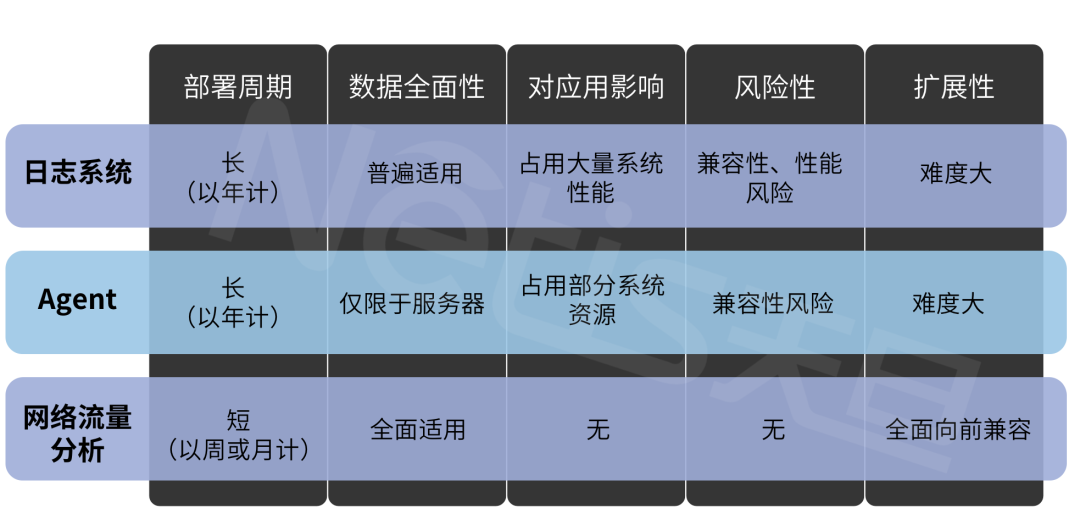 部署周期 数据全面性 对应用影响 风险性 扩展性
日志系统
长
（以年计）
普遍适用
占用大量系统
性能
兼容性、性能
风险
难度大
Agent
长
（以年计）
仅限于服务器
占用部分系统
资源
兼容性风险
难度大
网络流量
分析
短
（以周或月计）
全面适用
无
无
全面向前兼容
Netis天旦